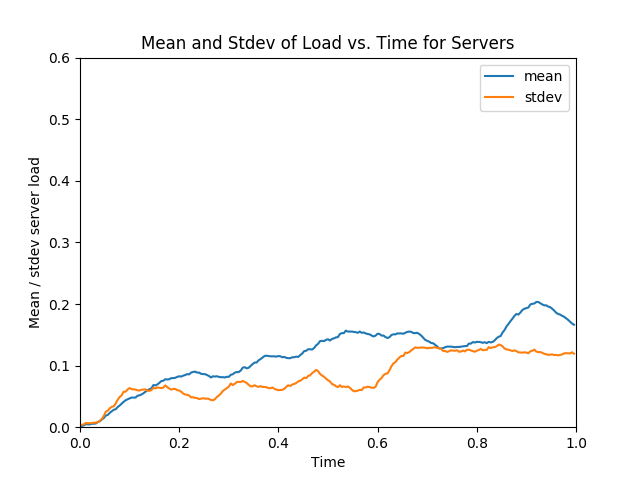 Mean and Stdev of Load vs. Time for Servers
mean
stdev
Mean / stdev server load
0.6
0.5
0.4
0.3
0.2
0.1
0.0
0.0 0.2 0.4 0.6 0.8 1.0
Time